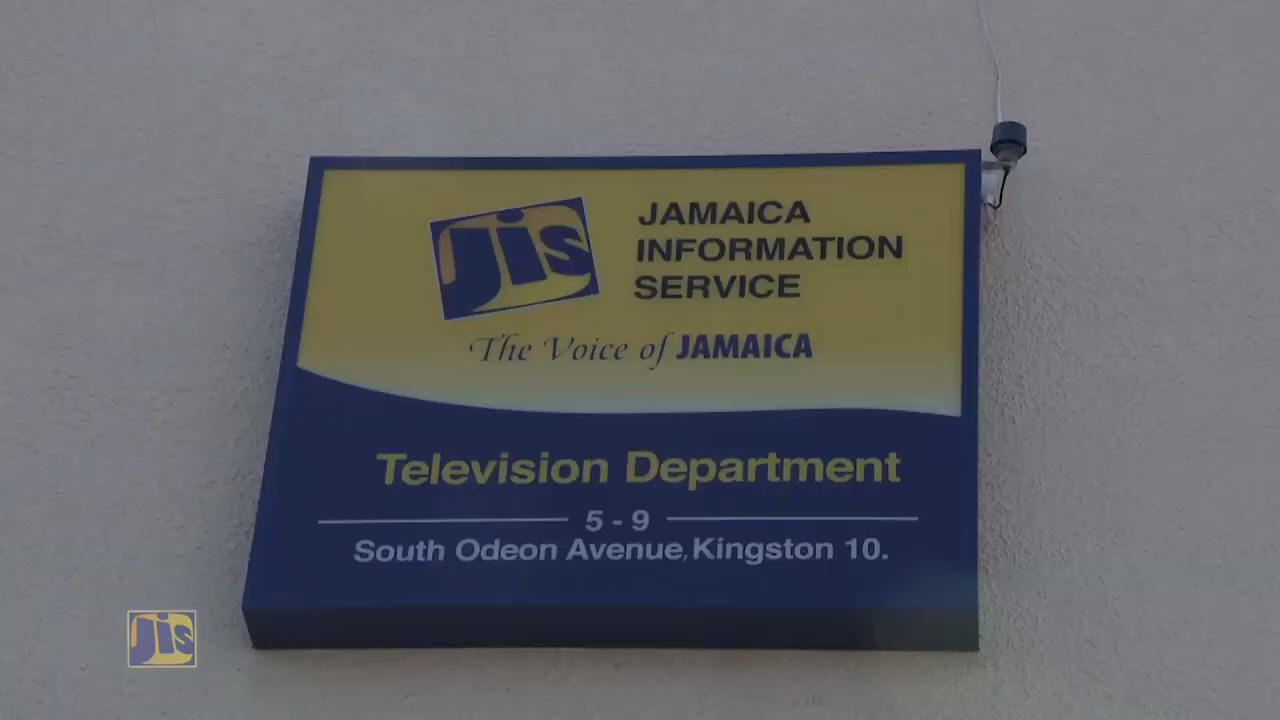 JIS
JAMAICA
INFORMATION
SERVICE
The Voice of JAMAICA
Television Department
5 - 9
South Odeon Avenue, Kingston 10.
JIS